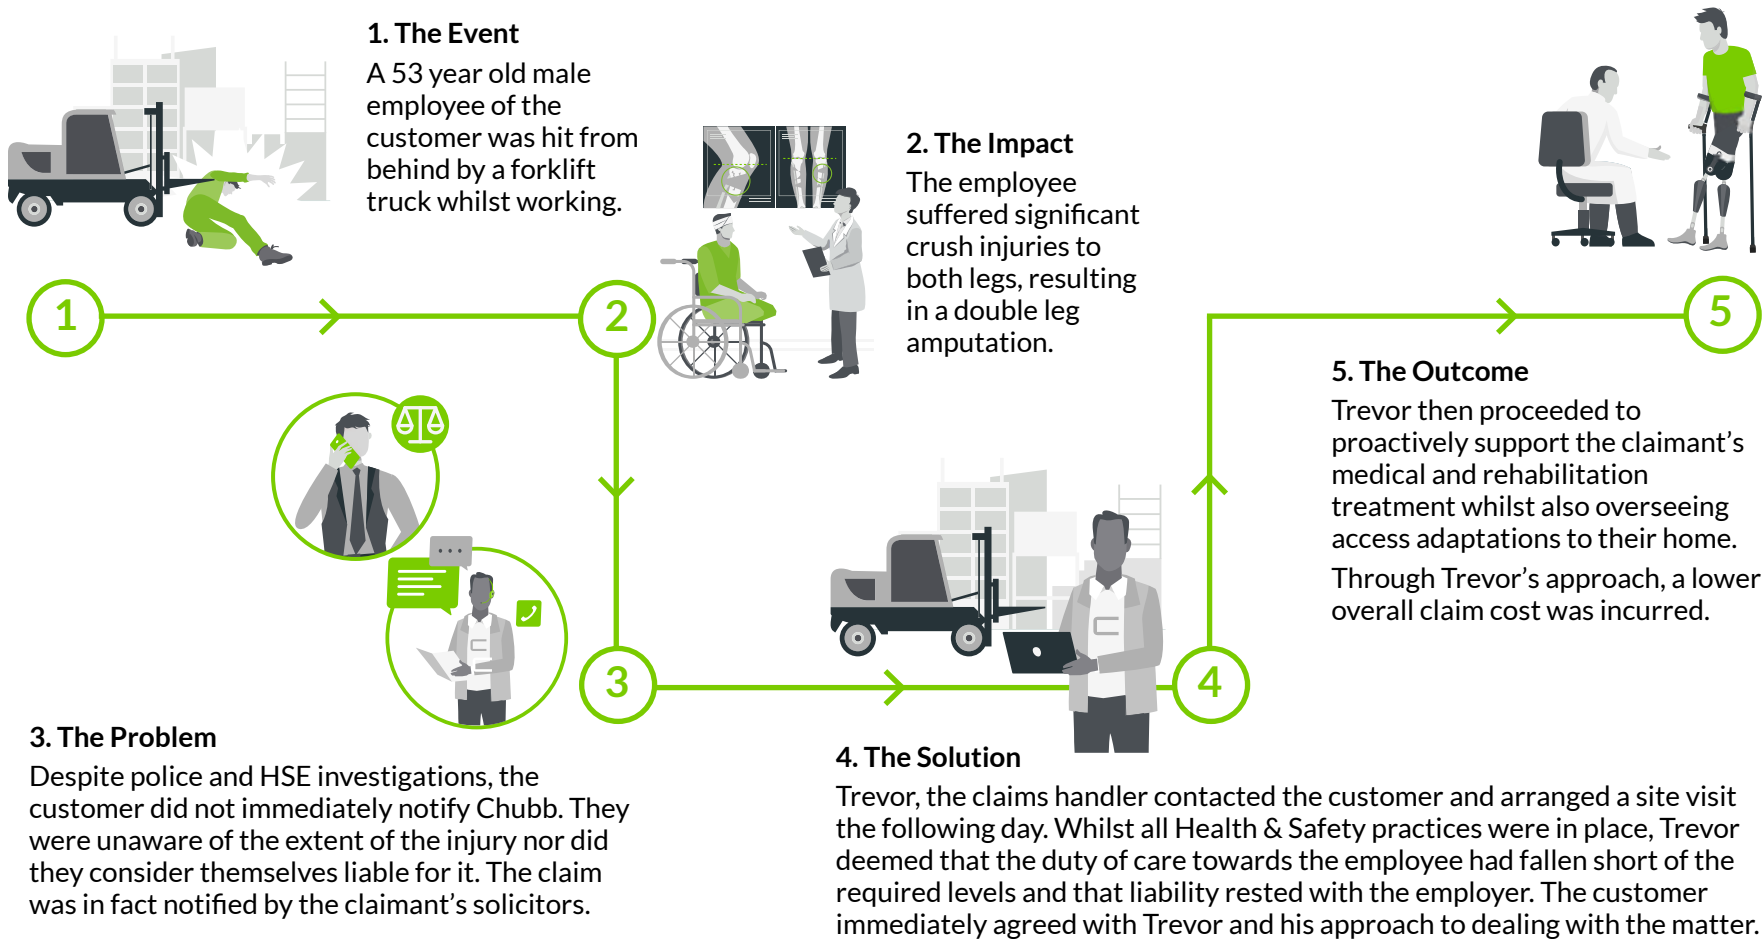 1. The Event
A 53 year old male
employee of the
customer was hit from
behind by a forklift
truck whilst working.
2. The Impact
The employee
suffered significant
crush injuries to
both legs, resulting
in a double leg
amputation.
1
2
5
5. The Outcome
Trevor then proceeded to
proactively support the claimant’s
medical and rehabilitation
treatment whilst also overseeing
access adaptations to their home.
Through Trevor’s approach, a lower
overall claim cost was incurred.
3
4
3. The Problem
Despite police and HSE investigations, the
customer did not immediately notify Chubb. They
were unaware of the extent of the injury nor did
they consider themselves liable for it. The claim
was in fact notified by the claimant’s solicitors.
4. The Solution
Trevor, the claims handler contacted the customer and arranged a site visit
the following day. Whilst all Health & Safety practices were in place, Trevor
deemed that the duty of care towards the employee had fallen short of the
required levels and that liability rested with the employer. The customer
immediately agreed with Trevor and his approach to dealing with the matter.